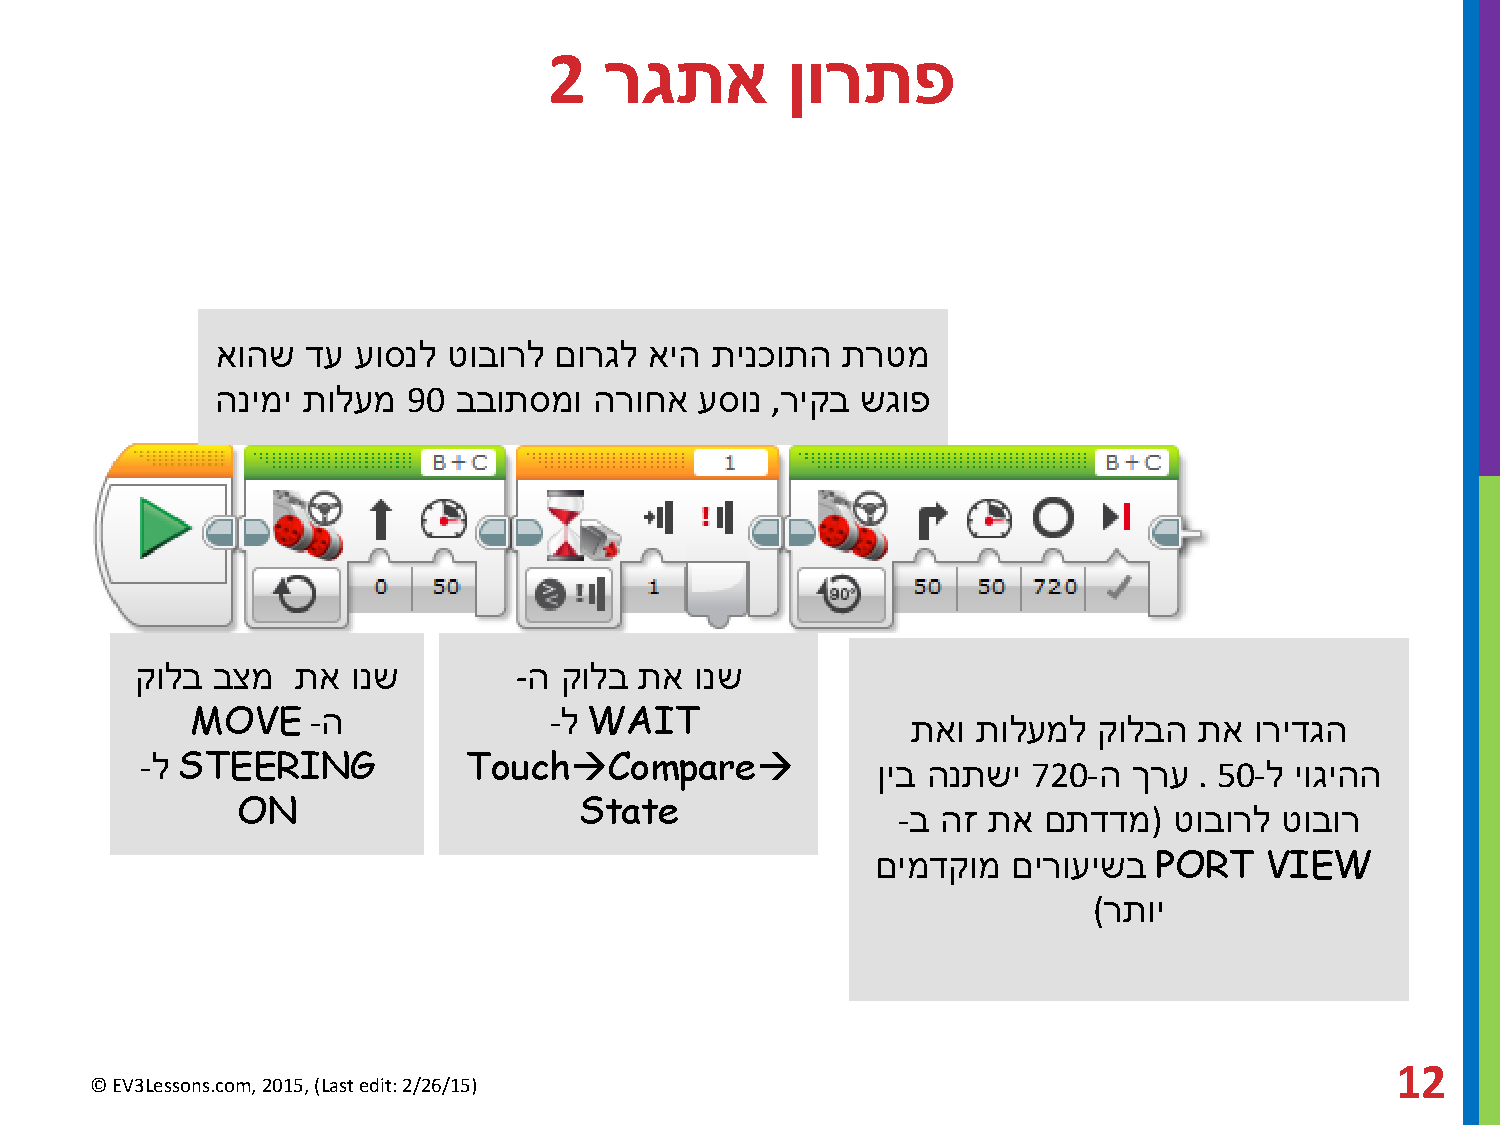 פתרון אתגר 2
מטרת התוכנית היא לגרום לרובוט לנסוע עד שהוא
פוגש בקיר, נוסע אחורה ומסתובב 90 מעלות ימינה
B+C
1
B+C
0
50
1
90°
50
50
720
שנו את מצב בלוק
ה- MOVE
STEERING ל-
ON
שנו את בלוק ה-
WAIT ל-
Touch→Compare→
State
הגדירו את הבלוק למעלות ואת
ההיגוי ל-50 . ערך ה-720 ישתנה בין
רובוט לרובוט (מדדתם את זה ב-
PORT VIEW בשיעורים מוקדמים
יותר)
© EV3Lessons.com, 2015, (Last edit: 2/26/15)
12